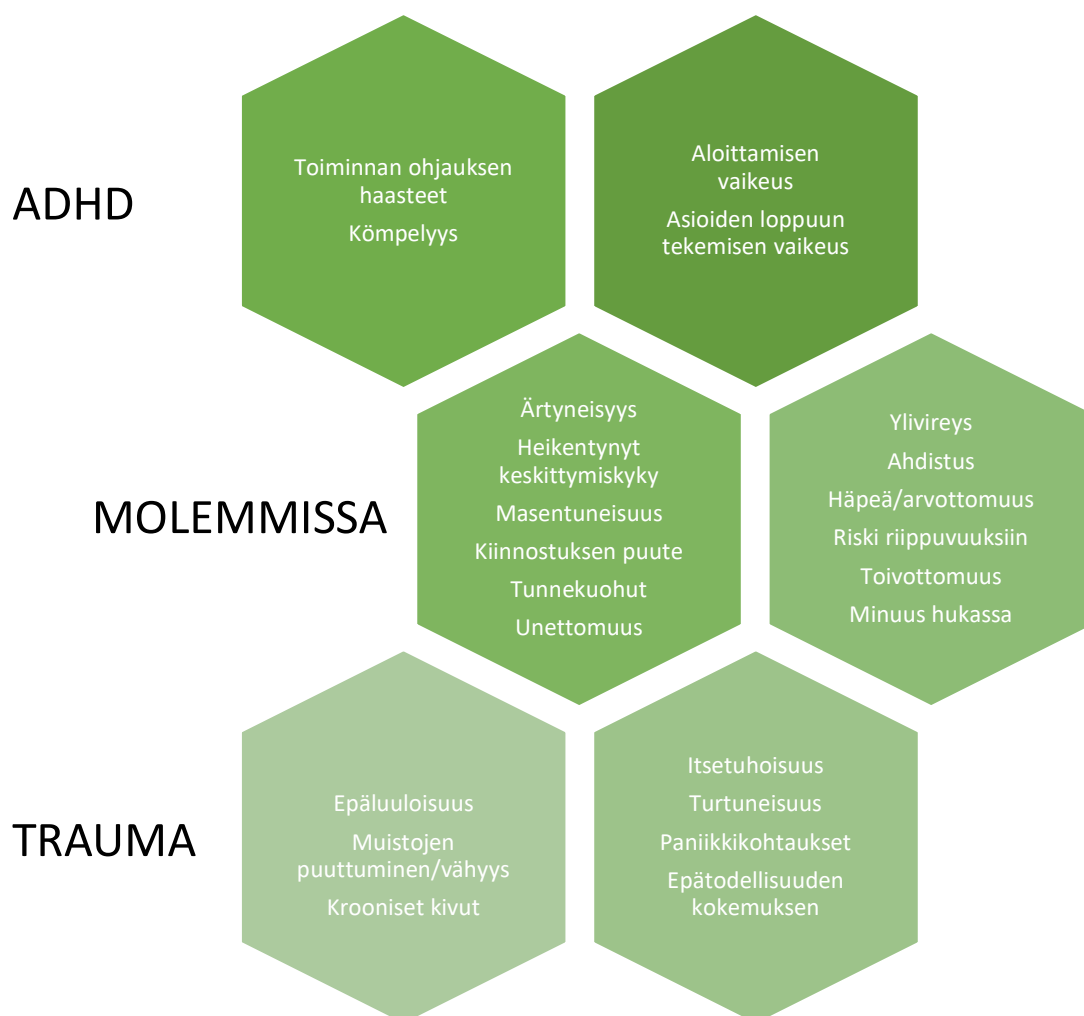 ADHD
Toiminnan ohjauksen
haasteet
Kömpelyys
Aloittamisen
vaikeus
Asioiden loppuun
tekemisen vaikeus
MOLEMMISSA
Ärtyneisyys
Heikentynyt
keskittymiskyky
Masentuneisuus
Kiinnostuksen puute
Tunnekuohut
Unettomuus
Ylivireys
Ahdistus
Häpeä/arvottomuus
Riski riippuvuuksiin
Toivottomuus
Minuus hukassa
TRAUMA
Epäluuloisuus
Muistojen
puuttuminen/vähyys
Krooniset kivut
Itsetuhoisuus
Turtuneisuus
Paniikkikohtaukset
Epätodellisuuden
kokemuksen